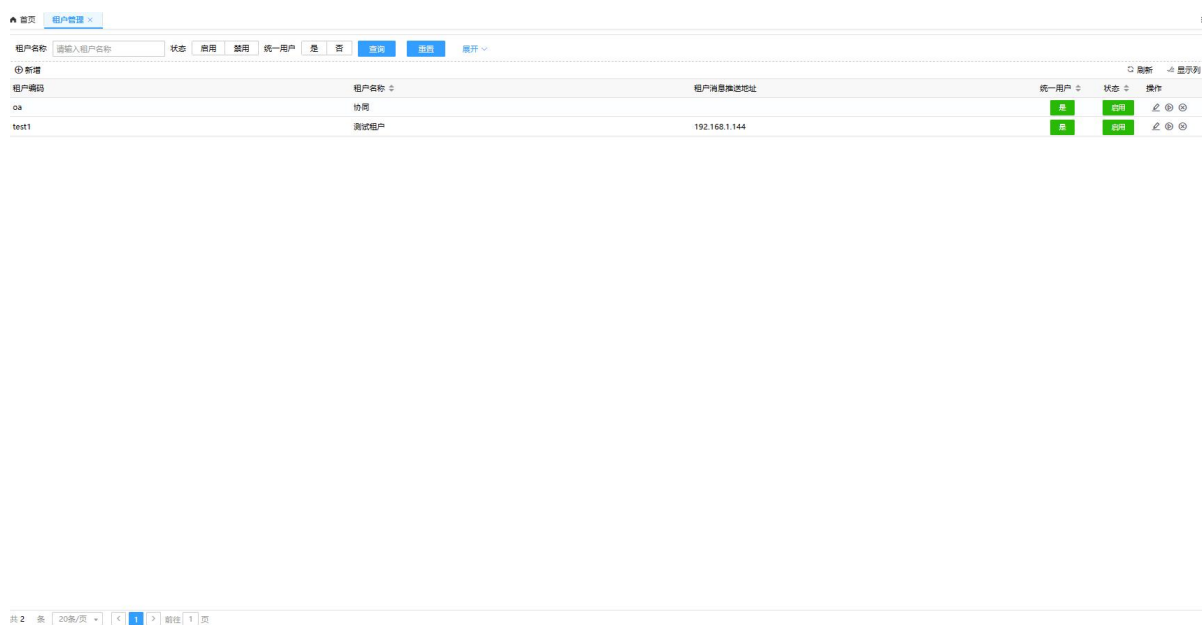 首页 租户管理 ×
租户名称 请输入租户名称 状态 启用 禁用 统一用户 是 否 查询 重置 展开
新增 刷新 显示列
租户编码 租户名称 租户消息推送地址 统一用户 状态 操作
oa 协同 是 启用
test1 测试租户 192.168.1.144 是 启用
共 2 条 20条/页 < 1 > 前往 1 页